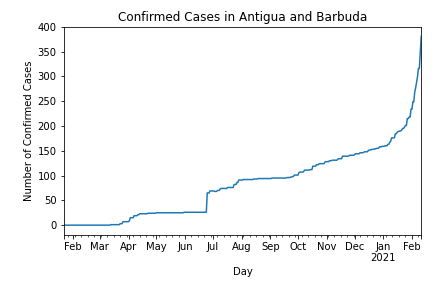 Confirmed Cases in Antigua and Barbuda
Number of Confirmed Cases
400
350
300
250
200
150
100
50
0
Feb Mar Apr May Jun Jul Aug Sep Oct Nov Dec Jan Feb
2021
Day